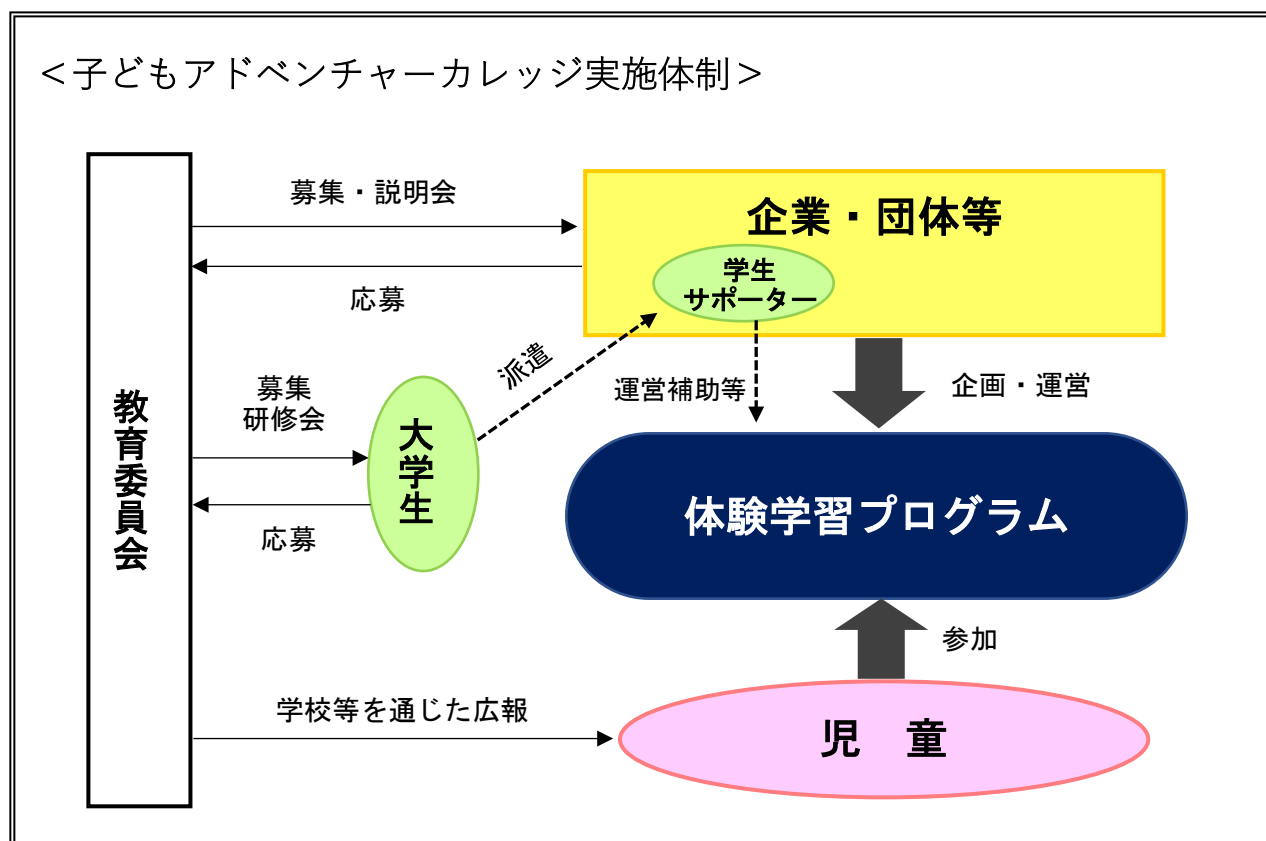 ＜子どもアドベンチャーカレッジ実施体制＞
募集・説明会
企業・団体等
学生
サポーター
応募
派遣
運営補助等
企画・運営
教育委員会
募集
研修会
大学生
応募
体験学習プログラム
参加
学校等を通じた広報
児　童